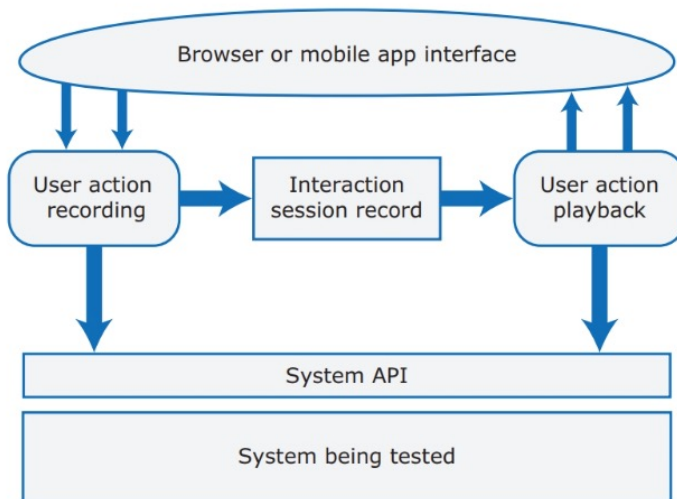 Browser or mobile app interface
User action
recording
Interaction
session record
User action
playback
System API
System being tested